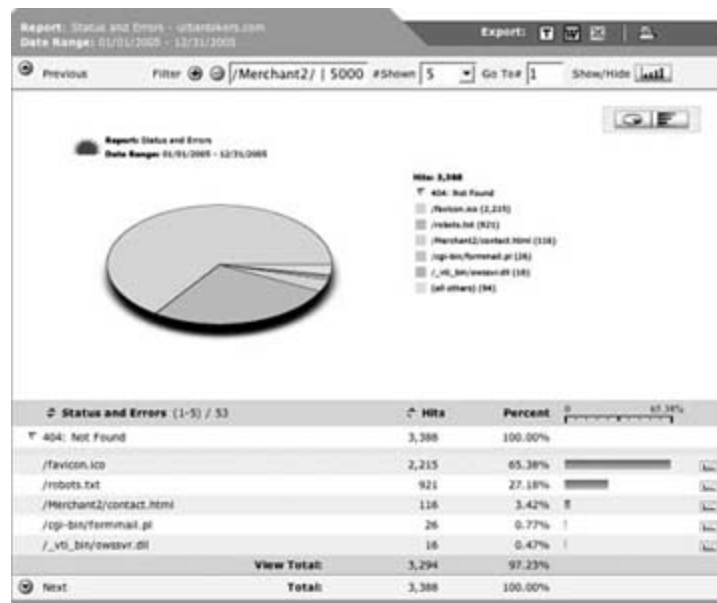 Report: Status and Errors - urbanbikers.com
Date Range: 01/01/2005 - 12/31/2005
Export:
Previous Filter /Merchant2/ | 5000 #Shown 5 Go To# 1 Show/Hide
Report: Status and Errors
Date Range: 01/01/2005 - 12/31/2005
Hits: 3,388
404: Not Found
/favicon.ico (2,215)
/robots.txt (921)
/Merchant2/contact.html (116)
/cgi-bin/formmail.pl (26)
/_vti_bin/owssvr.dll (16)
(all others) (94)
Status and Errors (1-5) / 53 Hits Percent 0 65.38%
404: Not Found 3,388 100.00%
/favicon.ico 2,215 65.38%
/robots.txt 921 27.18%
/Merchant2/contact.html 116 3.42%
/cgi-bin/formmail.pl 26 0.77%
/_vti_bin/owssvr.dll 16 0.47%
View Total: 3,294 97.23%
Next Total: 3,388 100.00%